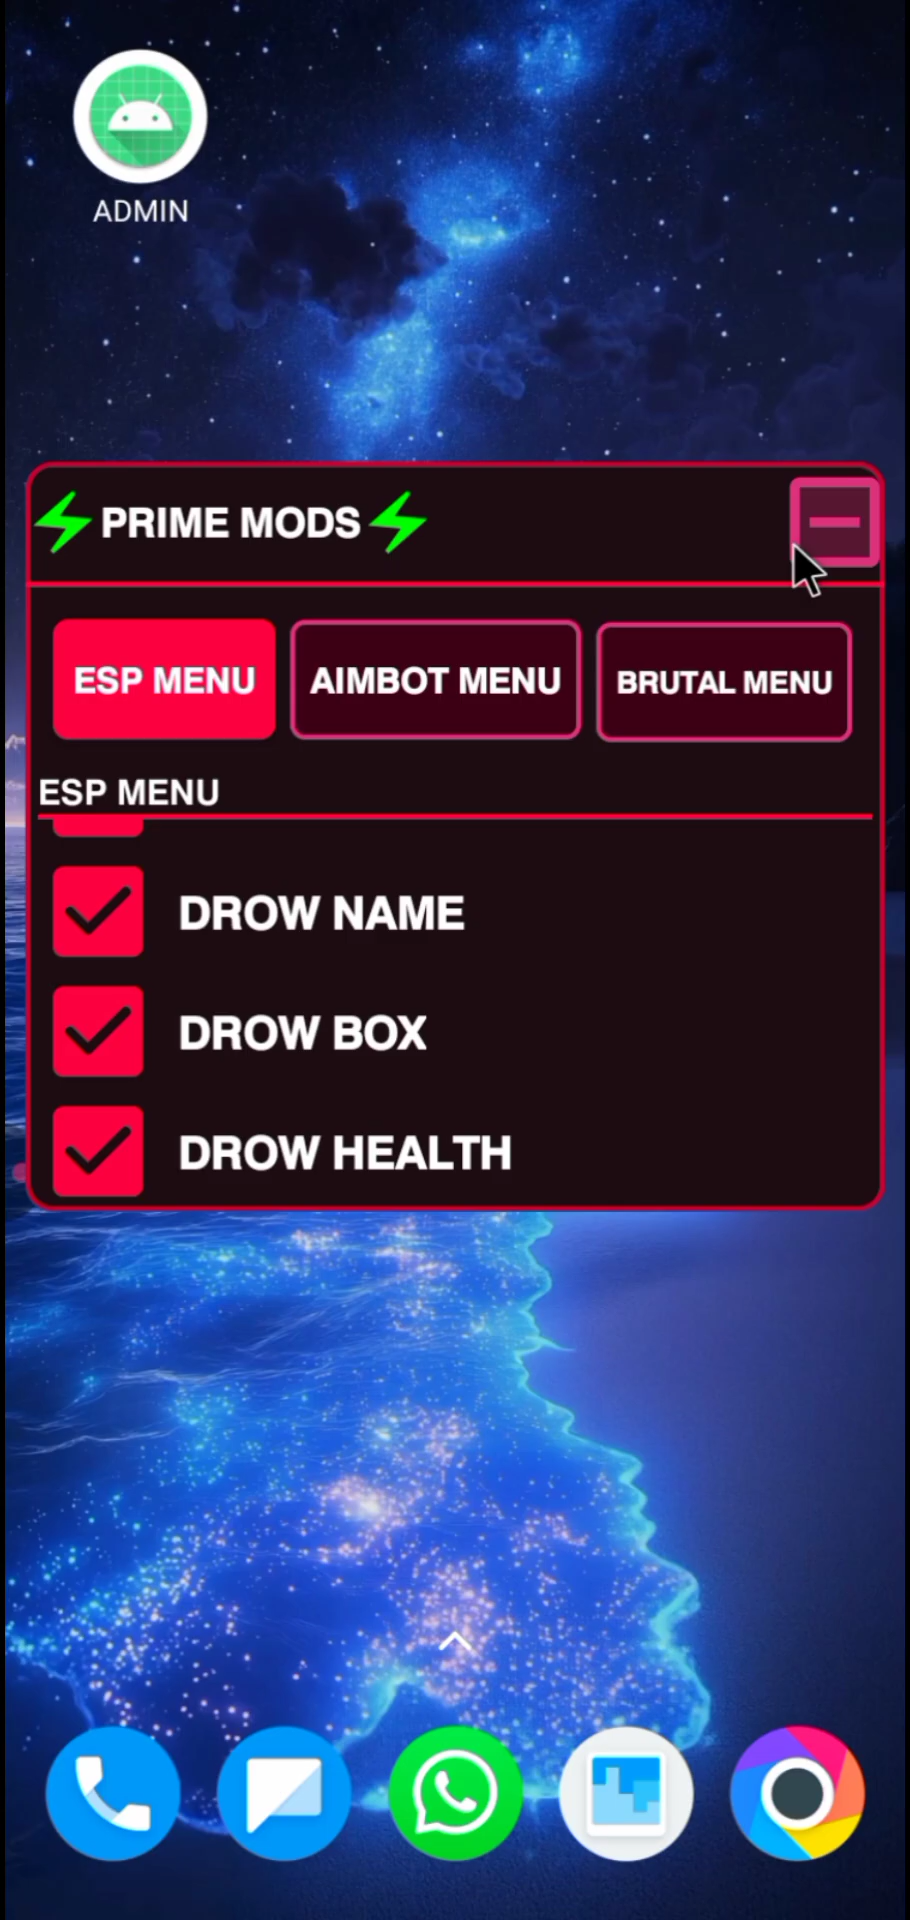 ADMIN
PRIME MODS
ESP MENU
AIMBOT MENU
BRUTAL MENU
ESP MENU
DROW NAME
DROW BOX
DROW HEALTH